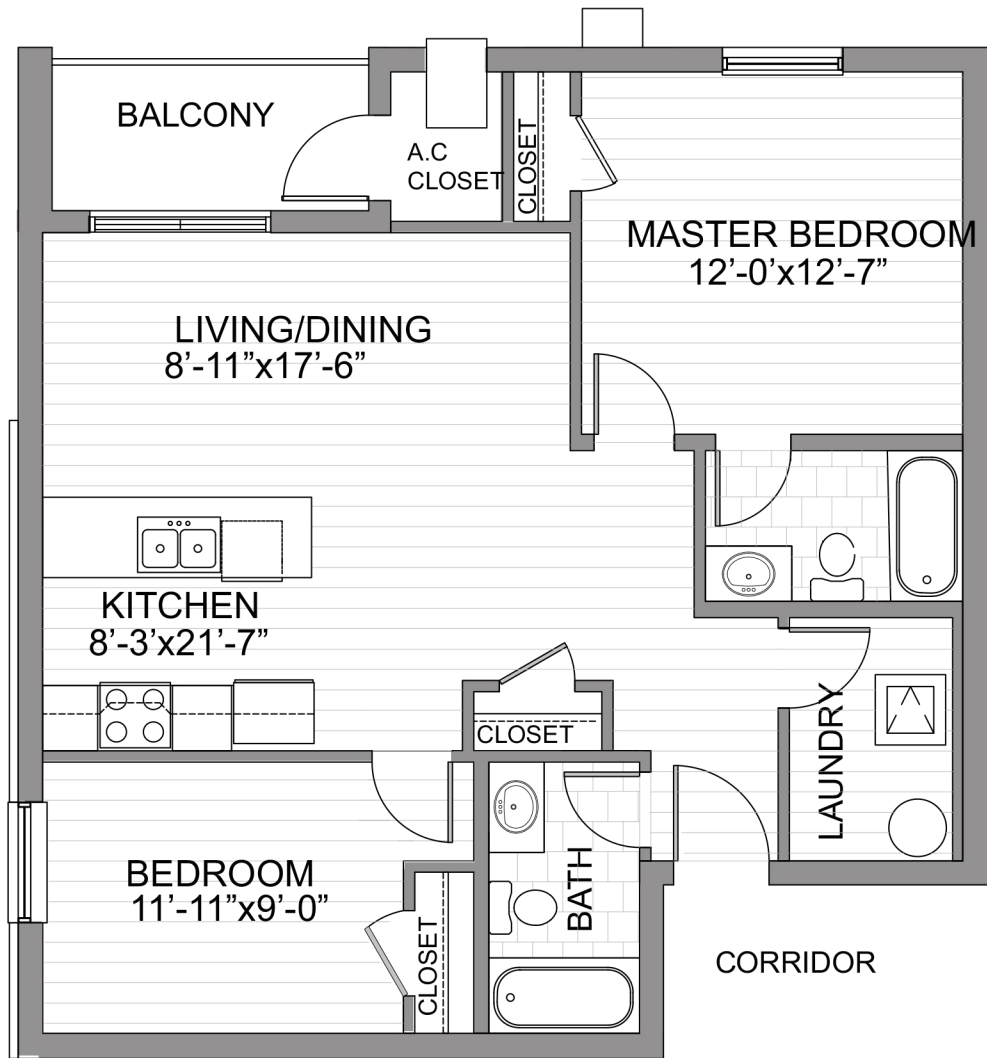 BALCONY
A.C
CLOSET
CLOSET
MASTER BEDROOM
12’-0’x12’-7”
LIVING/DINING
8’-11”x17’-6”
KITCHEN
8’-3’x21’-7”
CLOSET
LAUNDRY
BEDROOM
11’-11”x9’-0”
CLOSET
BATH
CORRIDOR